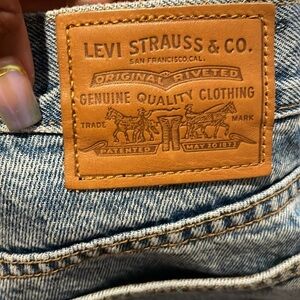 LEVI STRAUSS & CO.
SAN FRANCISCO, CAL.
ORIGINAL RIVETED
GENUINE QUALITY CLOTHING
TRADE MARK
PATENTED MAY 20 1873